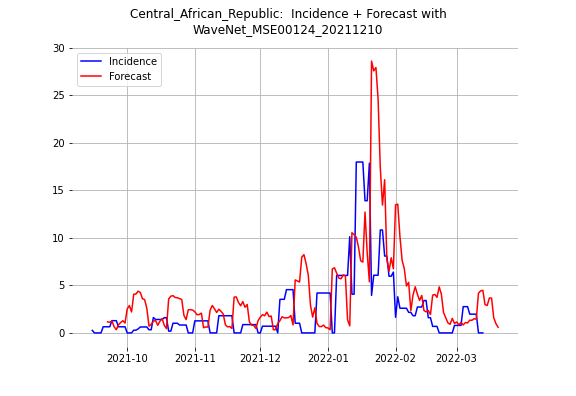 Central_African_Republic:  Incidence + Forecast with
WaveNet_MSE00124_20211210
Incidence
Forecast
30
25
20
15
10
5
0
2021-10 2021-11 2021-12 2022-01 2022-02 2022-03